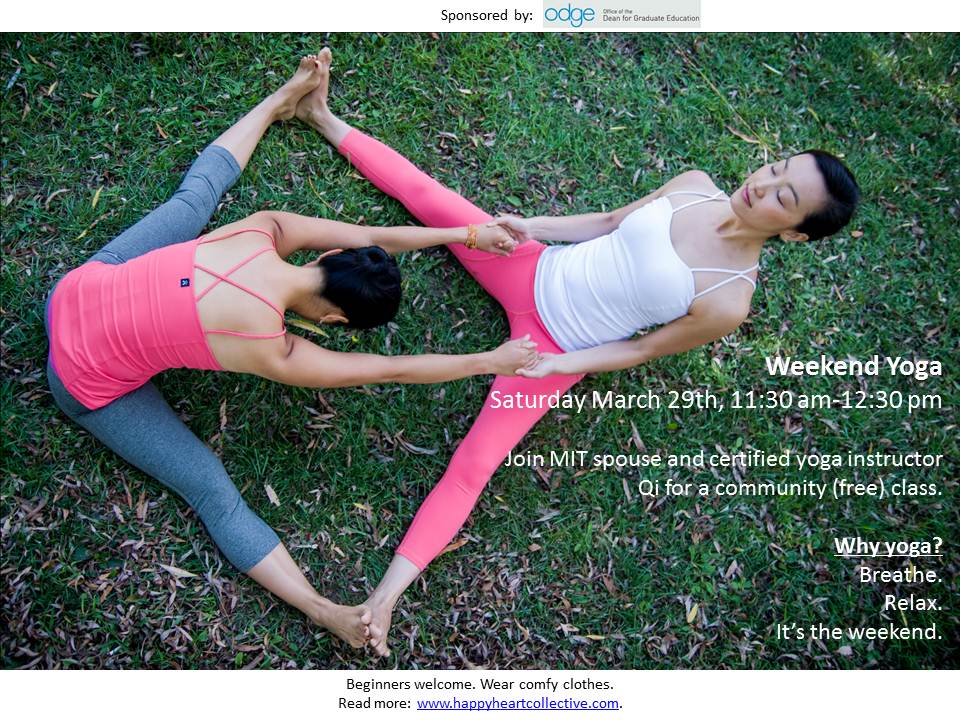 Sponsored by: odge Office of the
Dean for Graduate Education
Weekend Yoga
Saturday March 29th, 11:30 am-12:30 pm
Join MIT spouse and certified yoga instructor
Qi for a community (free) class.
Why yoga?
Breathe.
Relax.
It's the weekend.
Beginners welcome. Wear comfy clothes.
Read more: www.happyheartcollective.com.